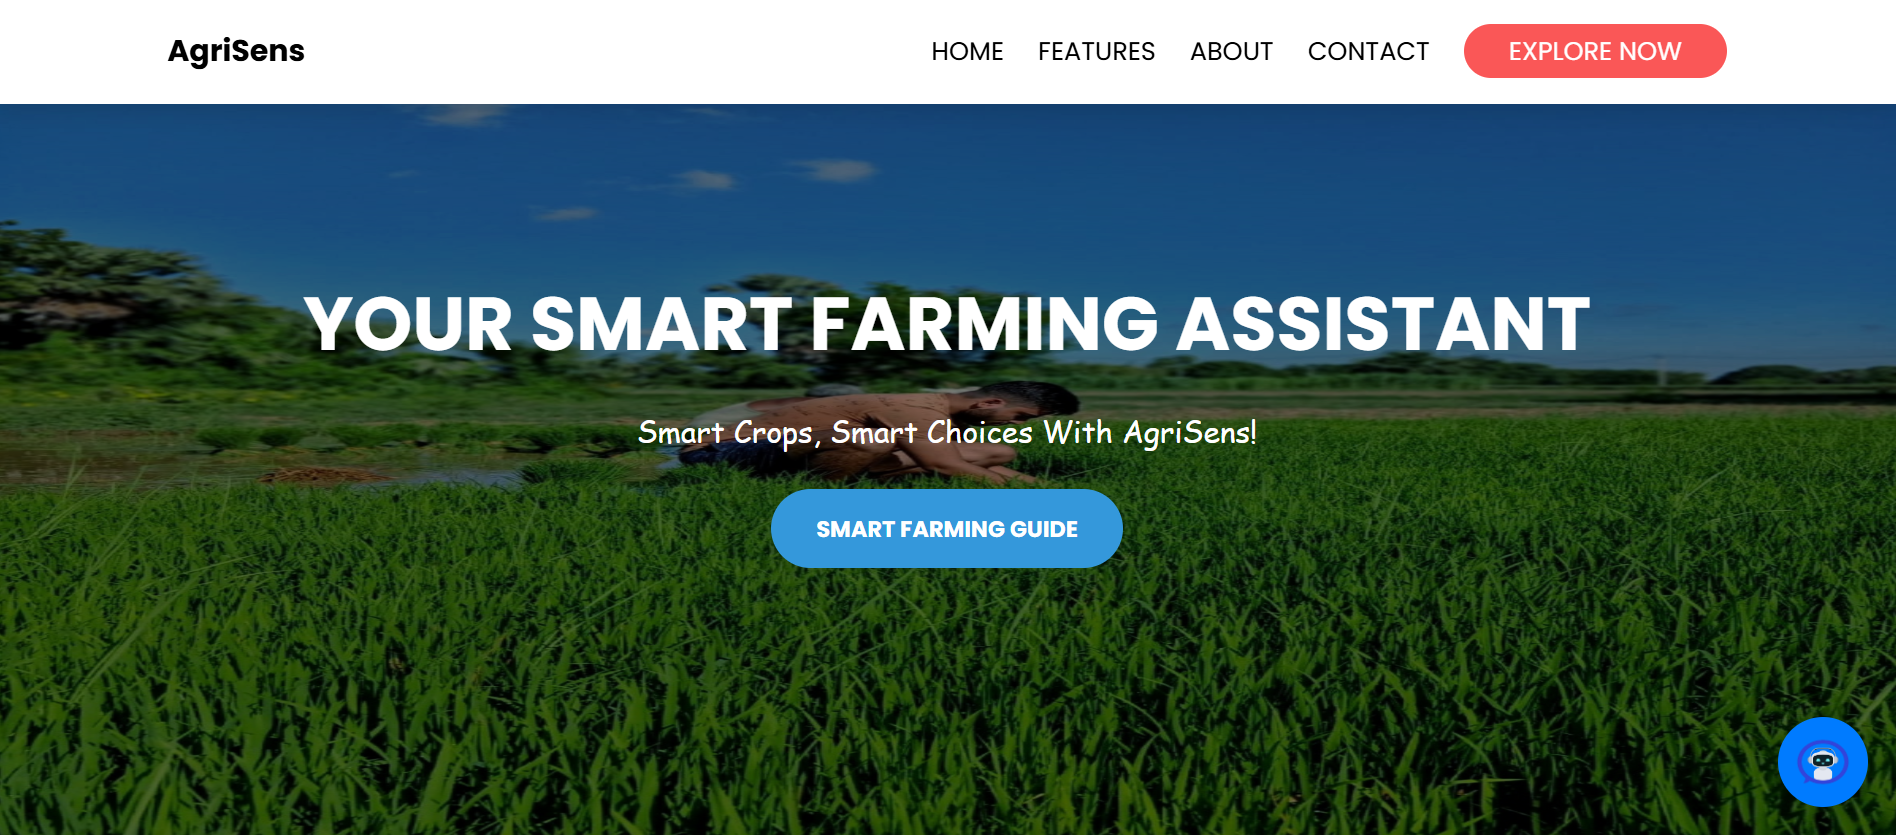 AgriSens
HOME FEATURES ABOUT CONTACT EXPLORE NOW
YOUR SMART FARMING ASSISTANT
Smart Crops, Smart Choices With AgriSens!
SMART FARMING GUIDE